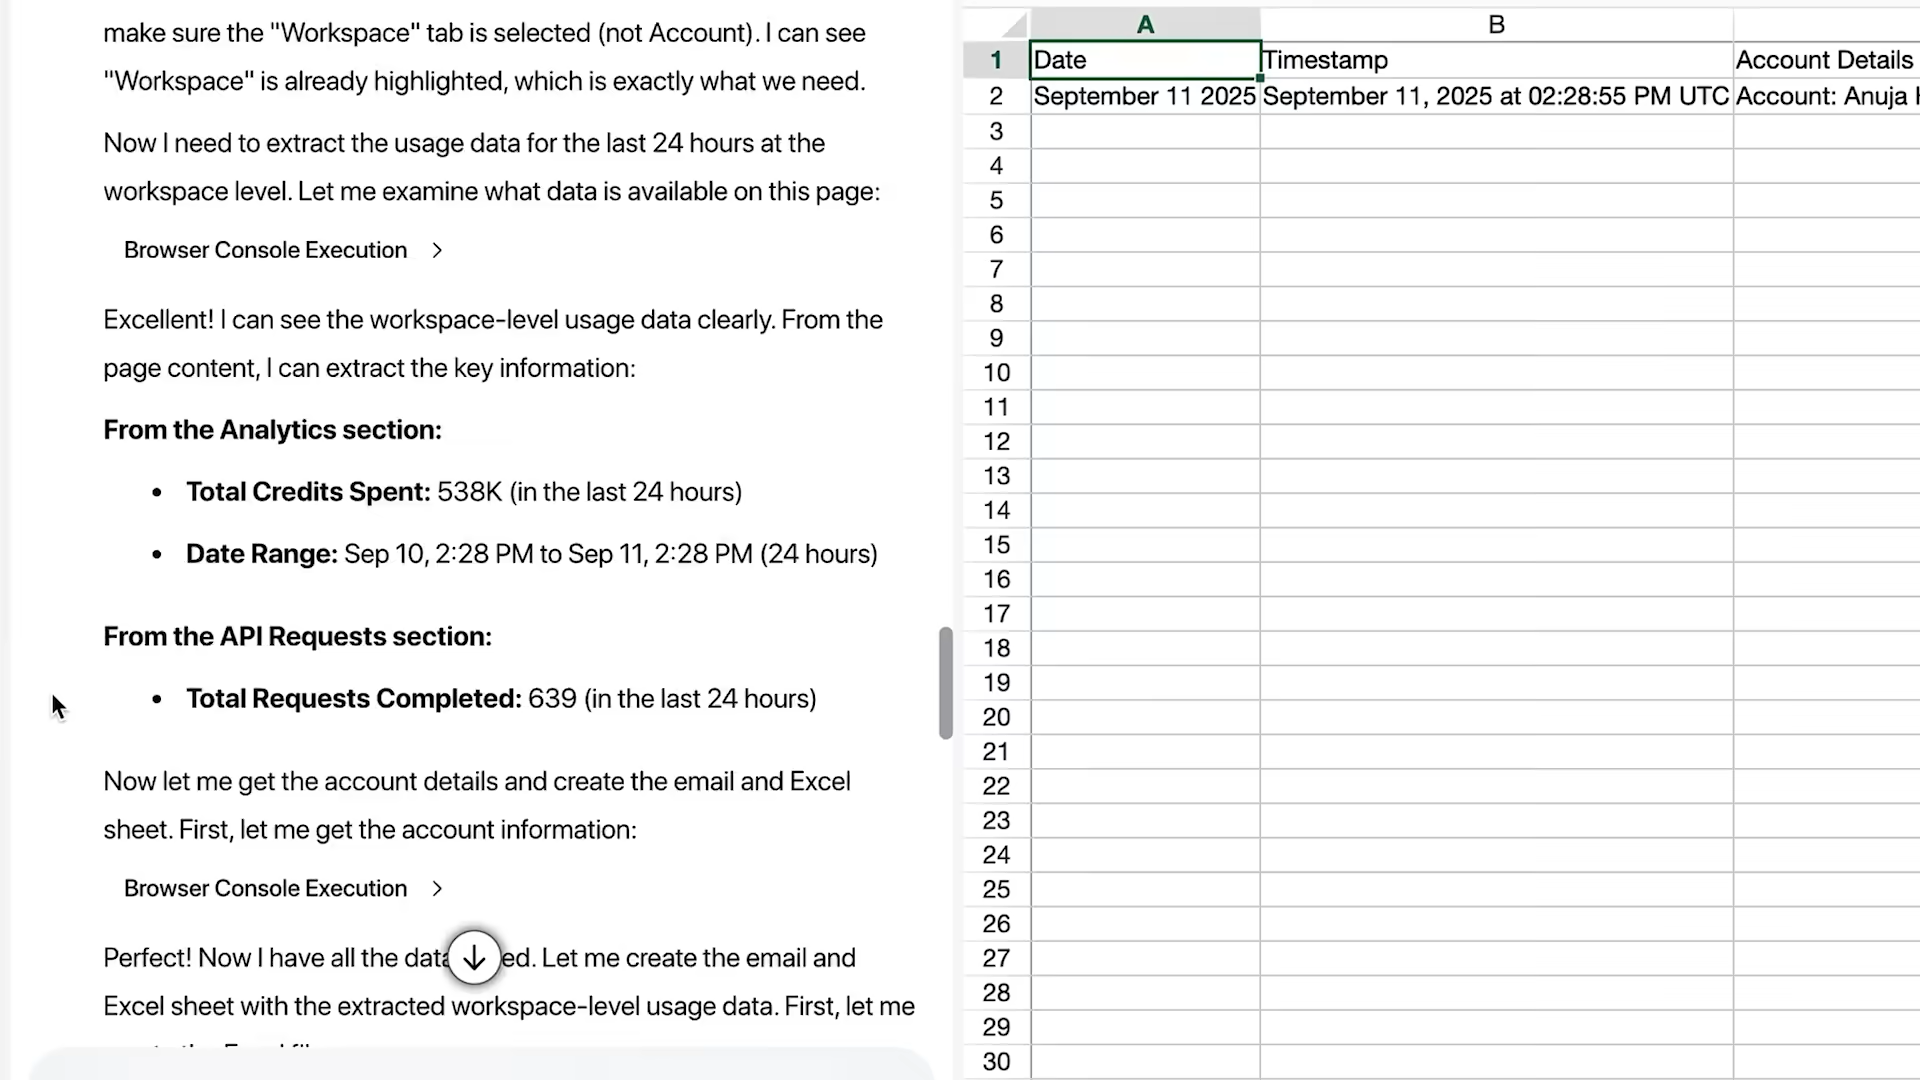 make sure the "Workspace" tab is selected (not Account). I can see
"Workspace" is already highlighted, which is exactly what we need.
Now I need to extract the usage data for the last 24 hours at the
workspace level. Let me examine what data is available on this page:
Browser Console Execution
Excellent! I can see the workspace-level usage data clearly. From the
page content, I can extract the key information:
From the Analytics section:
• Total Credits Spent: 538K (in the last 24 hours)
• Date Range: Sep 10, 2:28 PM to Sep 11, 2:28 PM (24 hours)
From the API Requests section:
• Total Requests Completed: 639 (in the last 24 hours)
Now let me get the account details and create the email and Excel
sheet. First, let me get the account information:
Browser Console Execution
Perfect! Now I have all the data ed. Let me create the email and
Excel sheet with the extracted workspace-level usage data. First, let me
A B
1 Date Timestamp Account Details
2 September 11 2025 September 11, 2025 at 02:28:55 PM UTC Account: Anuja
3
4
5
6
7
8
9
10
11
12
13
14
15
16
17
18
19
20
21
22
23
24
25
26
27
28
29
30